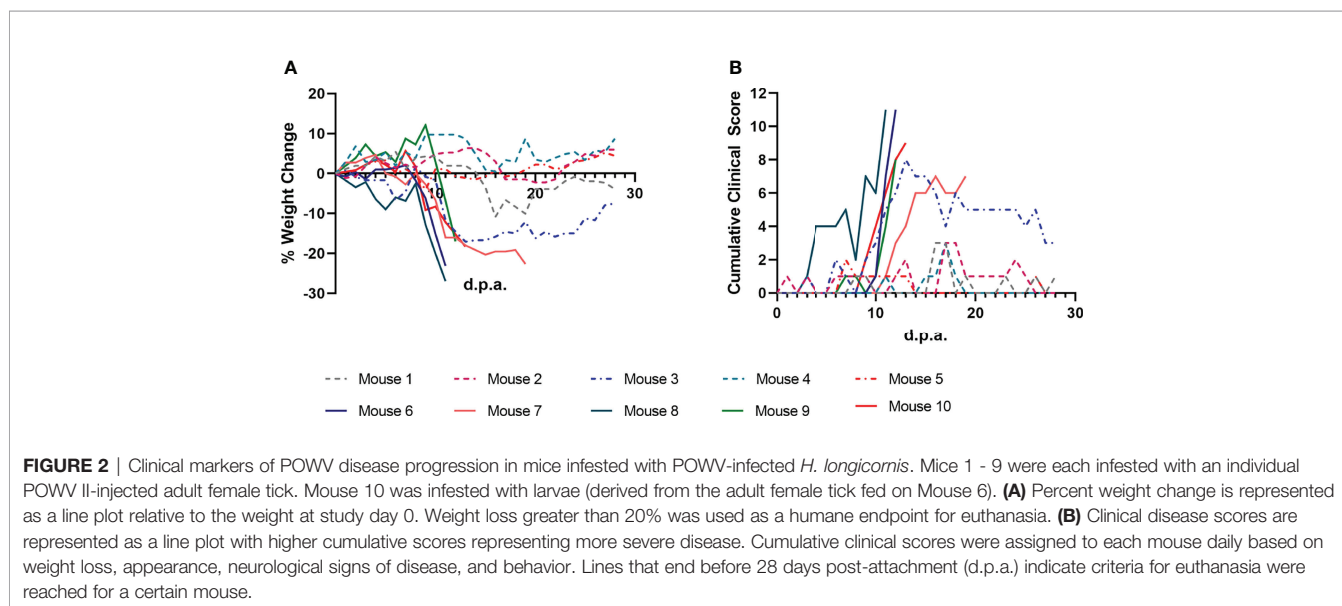 A
B
20
10
0
-10
-20
-30
% Weight Change
10
20
30
d.p.a.
12
10
8
6
4
2
0
Cumulative Clinical Score
0
10
20
30
d.p.a.
Mouse 1
Mouse 2
Mouse 3
Mouse 4
Mouse 5
Mouse 6
Mouse 7
Mouse 8
Mouse 9
Mouse 10
FIGURE 2 | Clinical markers of POWV disease progression in mice infested with POWV-infected H. longicornis. Mice 1 - 9 were each infested with an individual
POWV II-injected adult female tick. Mouse 10 was infested with larvae (derived from the adult female tick fed on Mouse 6). (A) Percent weight change is represented
as a line plot relative to the weight at study day 0. Weight loss greater than 20% was used as a humane endpoint for euthanasia. (B) Clinical disease scores are
represented as a line plot with higher cumulative scores representing more severe disease. Cumulative clinical scores were assigned to each mouse daily based on
weight loss, appearance, neurological signs of disease, and behavior. Lines that end before 28 days post-attachment (d.p.a.) indicate criteria for euthanasia were
reached for a certain mouse.